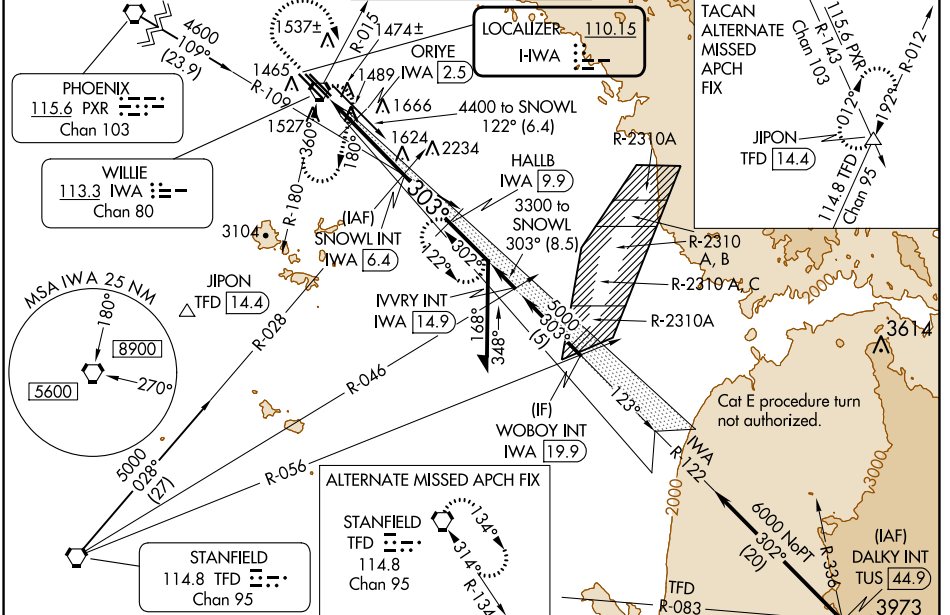 4600
109°
(23.9)
R-109
1537±
R-015
1474±
ORIYE
IWA 2.5
1465
1489
1527
1666
1624
2234
LOCALIZER 110.15
I-IWA
4400 to SNOWL
122° (6.4)
PHOENIX
115.6 PXR
Chan 103
WILLIE
113.3 IWA
Chan 80
360°
180°
R-180
303°
HALLB
IWA 9.9
3300 to
SNOWL
303° (8.5)
R-2310A
R-2310
A, B
R-2310 A, C
R-2310A
TACAN
ALTERNATE
MISSED
APCH
FIX
115.6 PXR
R-143
Chan 103
R-012
012°
192°
JIPON
TFD 14.4
114.8 TFD
Chan 95
3104
(IAF)
SNOWL INT
IWA 6.4
302°
122°
IVVRY INT
IWA 14.9
168°
348°
303°
5000
(5)
3000
3614
MSA IWA 25 NM
180°
8900
270°
5600
JIPON
TFD 14.4
R-028
R-046
R-056
5000
028°
(27)
(IF)
WOBOY INT
IWA 19.9
123°
IWA
R-122
Cat E procedure turn
not authorized.
2000
3000
6000 NoPT
302°
(20)
R-336
(IAF)
DALKY INT
TUS 44.9
3973
TFD
R-083
STANFIELD
114.8 TFD
Chan 95
ALTERNATE MISSED APCH FIX
STANFIELD
TFD
114.8
Chan 95
134°
314°
R-134